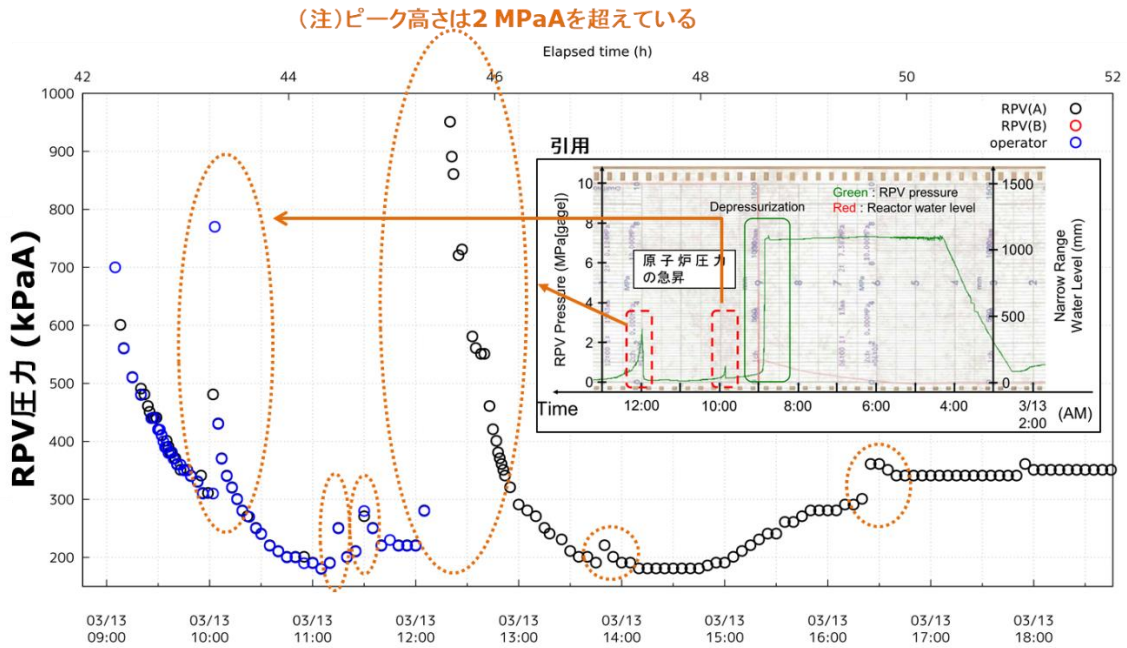 (注)ピーク高さは2 MPaAを超えている
Elapsed time (h)
42 44 46 48 50 52
RPV(A)
RPV(B)
operator
RPV圧力 (kPaA)
1000
900
800
700
600
500
400
300
200
引用
Green : RPV pressure
Red : Reactor water level
Depressurization
原子炉圧力
の急昇
RPV Pressure (MPa[gage])
10
8
6
4
2
0
Narrow Range
Water Level (mm)
1500
1000
500
0
Time 12:00 10:00 8:00 6:00 4:00 3/13
2:00 (AM)
03/13 03/13 03/13 03/13 03/13 03/13 03/13 03/13 03/13 03/13
09:00 10:00 11:00 12:00 13:00 14:00 15:00 16:00 17:00 18:00